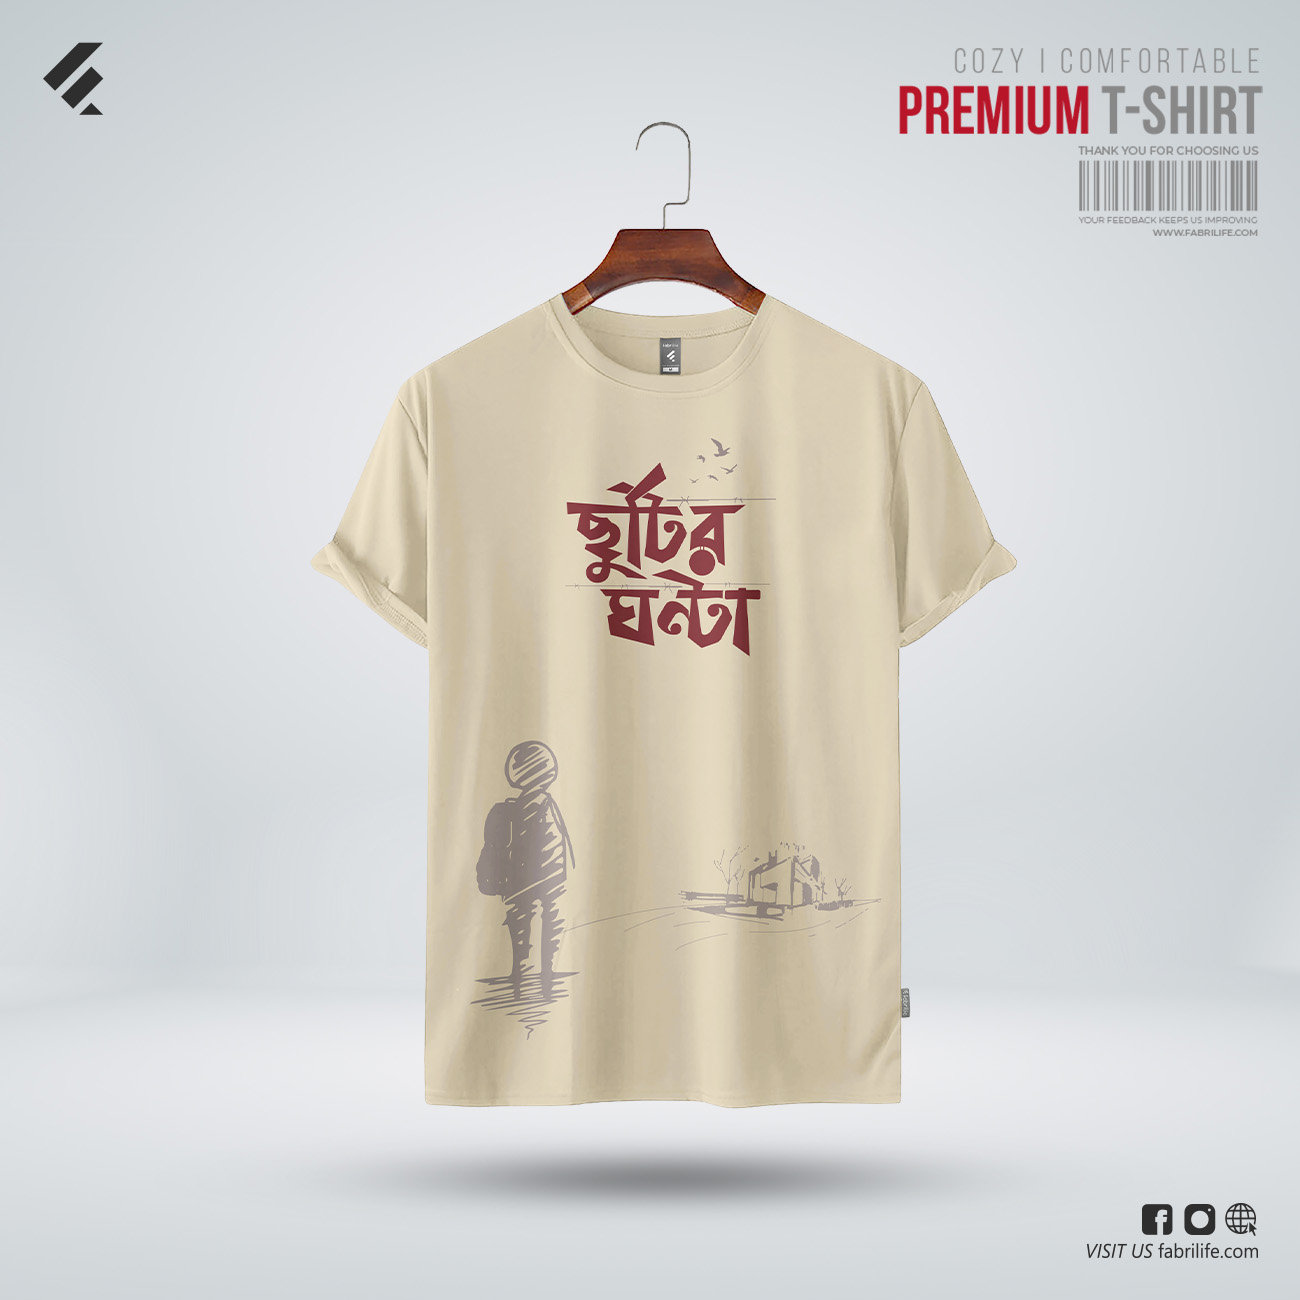 COZY | COMFORTABLE
PREMIUM T-SHIRT
THANK YOU FOR CHOOSING US
YOUR FEEDBACK KEEPS US IMPROVING
WWW.FABRILIFE.COM
ছুটির
ঘন্টা
VISIT US fabrilife.com